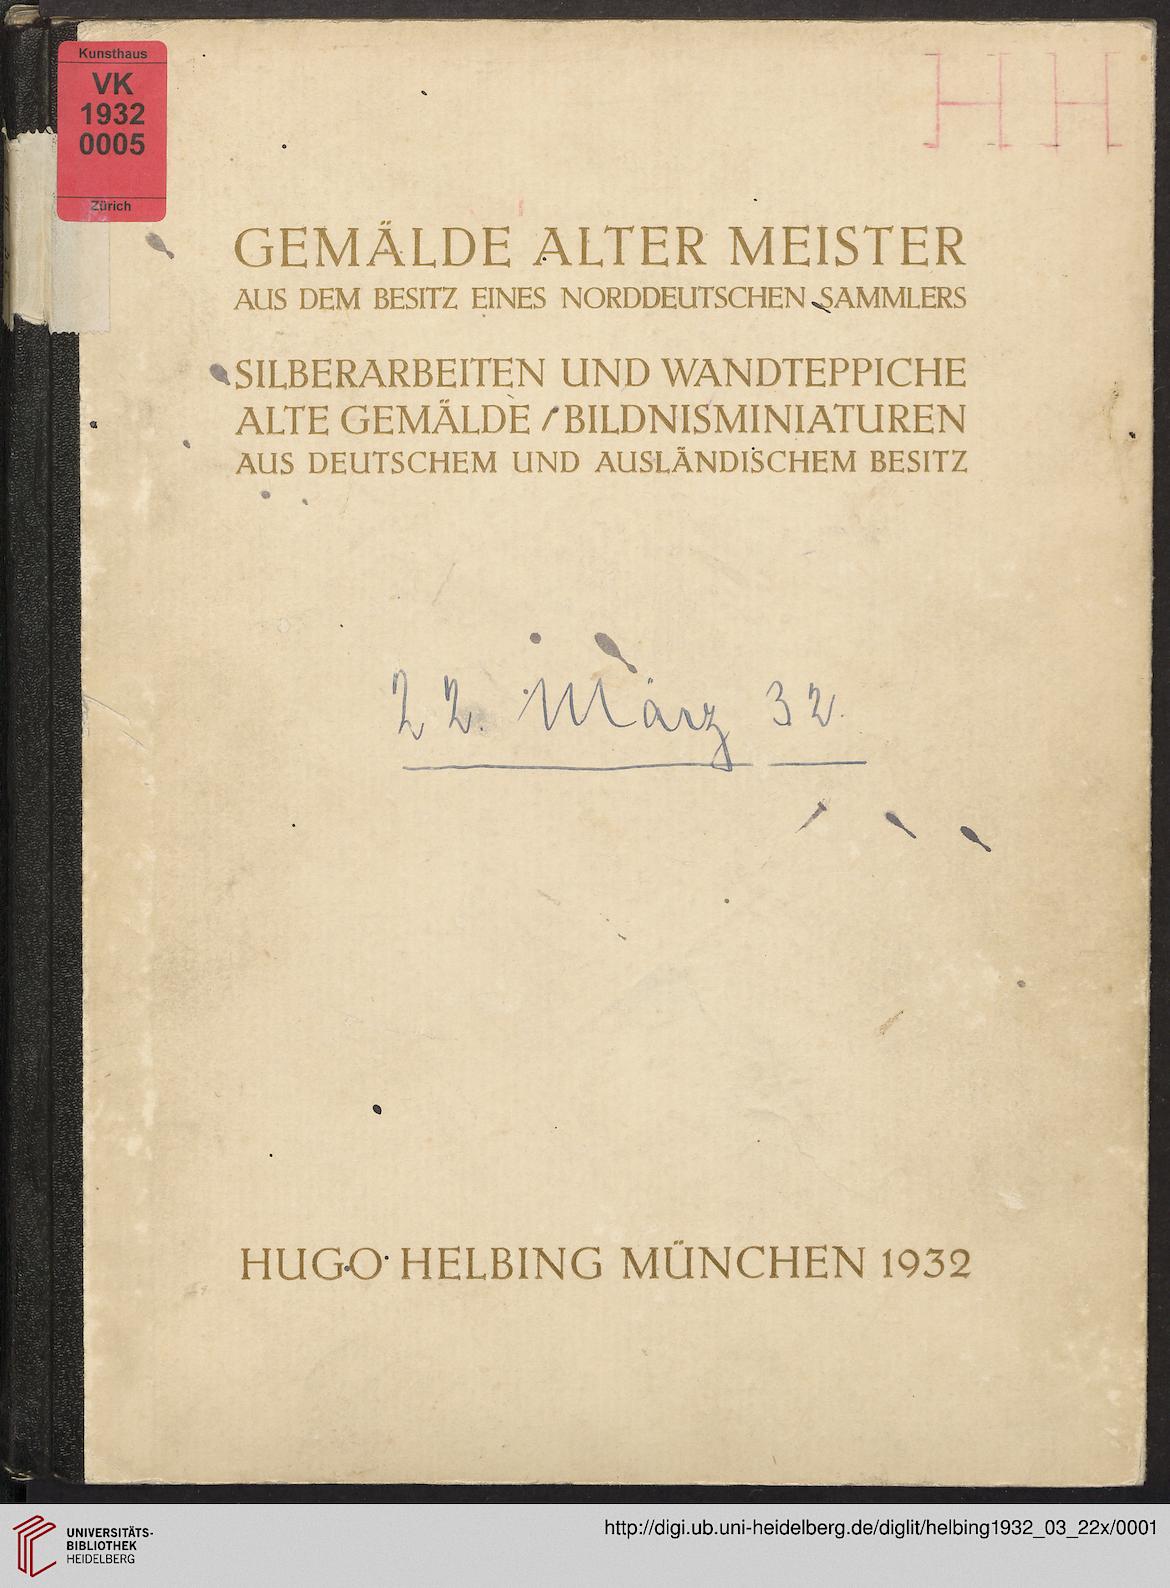 Kunsthaus
VK
1932
0005
Zürich
H H
GEMÄLDE ALTER MEISTER
AUS DEM BESITZ EINES NORDDEUTSCHEN SAMMLERS
SILBERARBEITEN UND WANDTEPPICHE
ALTE GEMÄLDE / BILDNISMINIATUREN
AUS DEUTSCHEM UND AUSLÄNDISCHEM BESITZ
22. März 32.
HUGO HELBING MÜNCHEN 1932
UNIVERSITÄTS-
BIBLIOTHEK
HEIDELBERG
http://digi.ub.uni-heidelberg.de/diglit/helbing1932_03_22x/0001